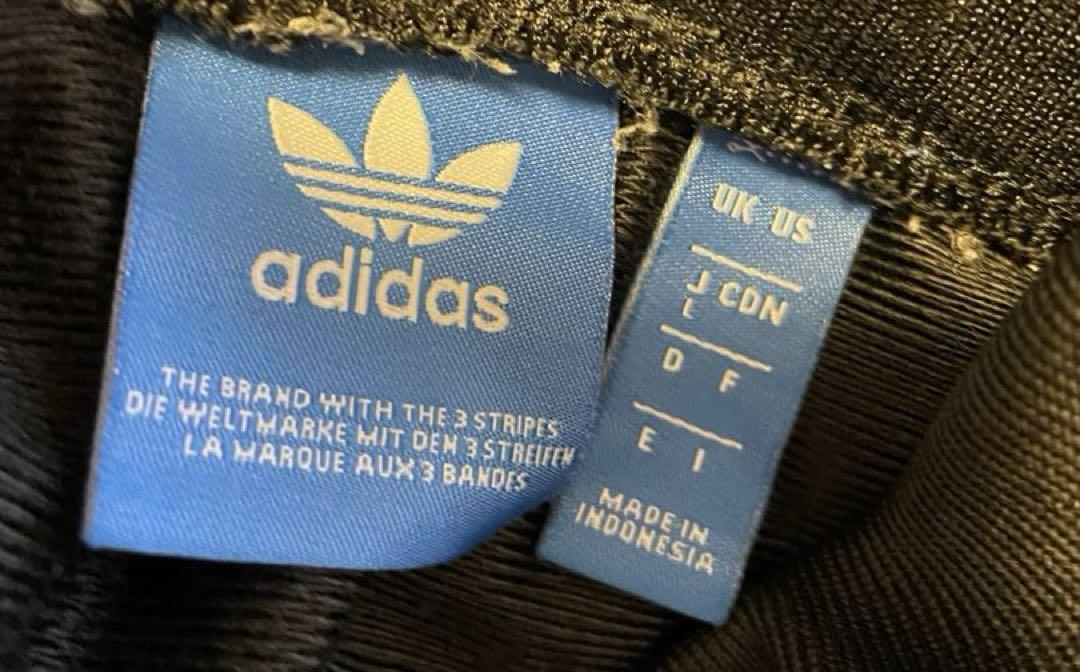 adidas
THE BRAND WITH THE 3 STRIPES
DIE WELTMARKE MIT DEN 3 STREIFEN
LA MARQUE AUX 3 BANDES
UK US
J CDN
L
D F
E I
MADE IN
INDONESIA